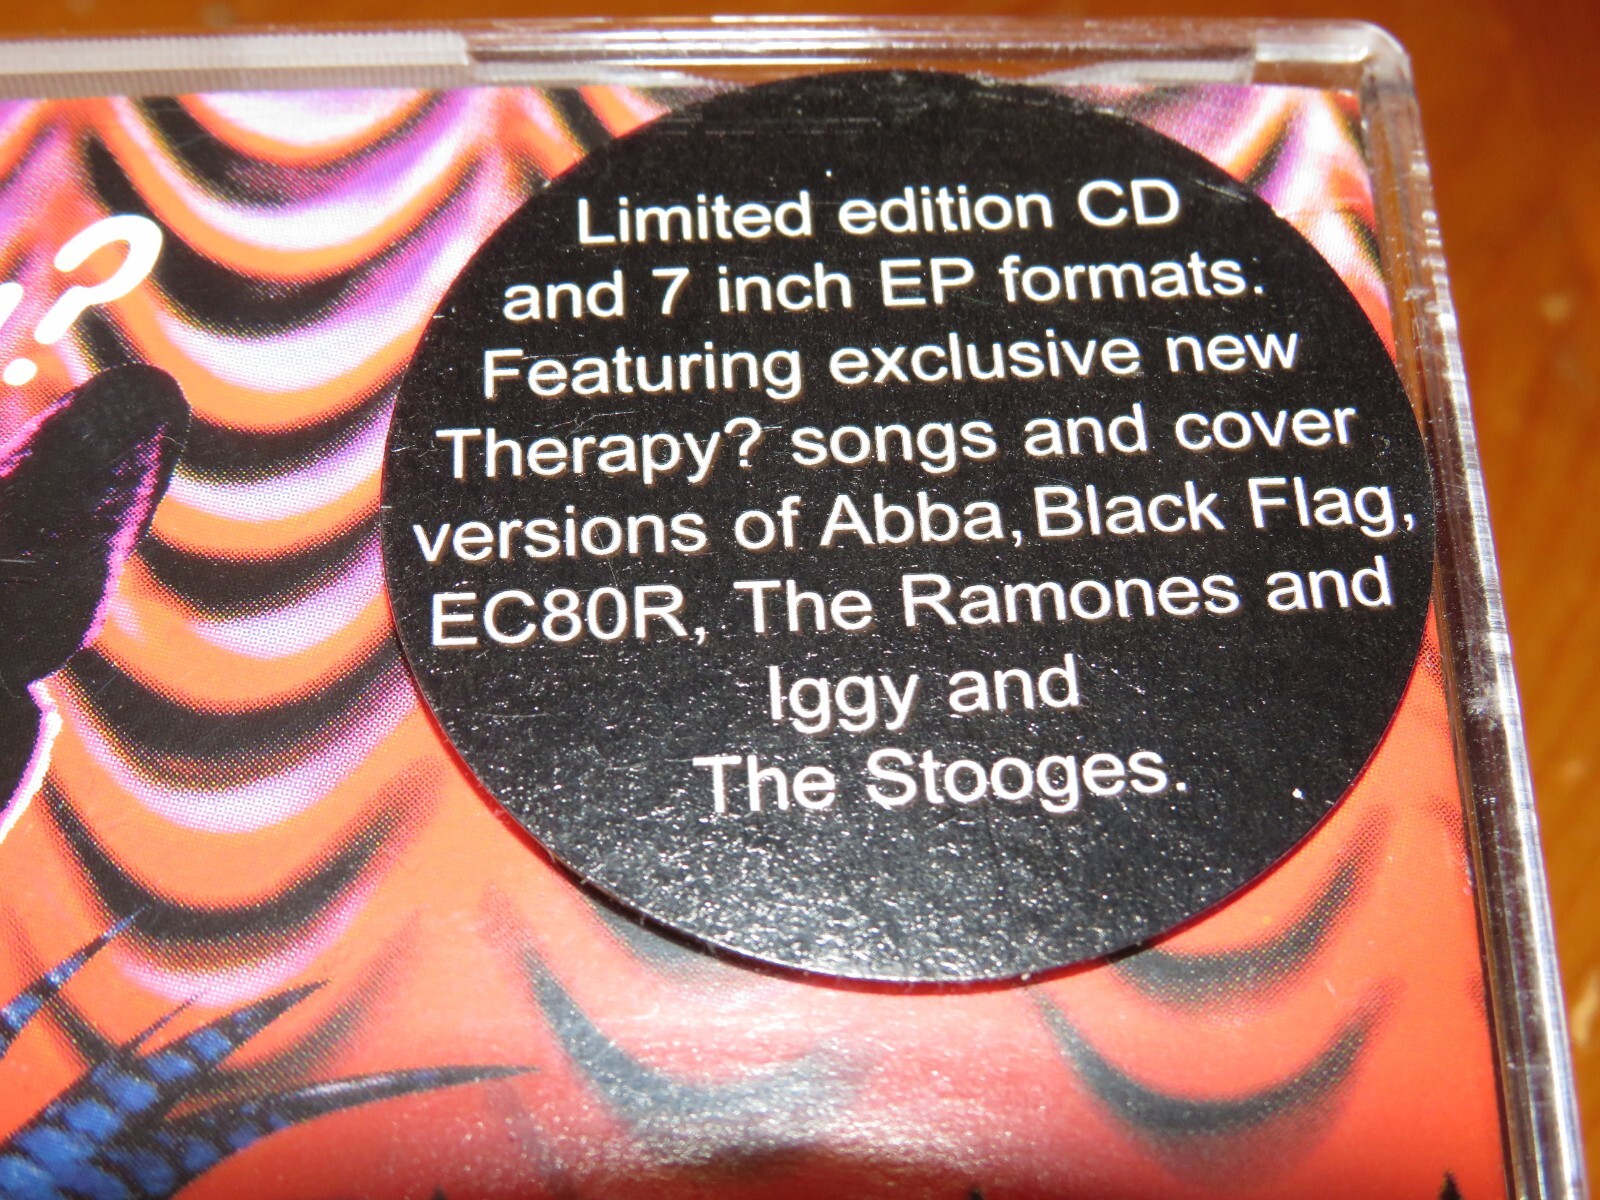 Limited edition CD
and 7 inch EP formats.
Featuring exclusive new
Therapy? songs and cover
versions of Abba, Black Flag,
EC80R, The Ramones and
Iggy and
The Stooges.